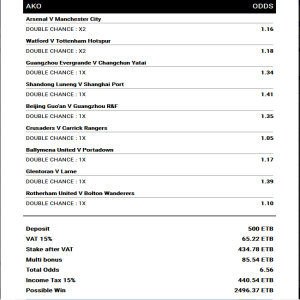 AKO ODDS
Arsenal V Manchester City
DOUBLE CHANCE : X2 1.16
Watford V Tottenham Hotspur
DOUBLE CHANCE : X2 1.18
Guangzhou Evergrande V Changchun Yatai
DOUBLE CHANCE : 1X 1.34
Shandong Luneng V Shanghai Port
DOUBLE CHANCE : 1X 1.41
Beijing Guo'an V Guangzhou R&F
DOUBLE CHANCE : 1X 1.35
Crusaders V Carrick Rangers
DOUBLE CHANCE : 1X 1.05
Ballymena United V Portadown
DOUBLE CHANCE : 1X 1.17
Glentoran V Larne
DOUBLE CHANCE : 1X 1.39
Rotherham United V Bolton Wanderers
DOUBLE CHANCE : 1X 1.10
Deposit 500 ETB
VAT 15% 65.22 ETB
Stake after VAT 434.78 ETB
Multi bonus 85.54 ETB
Total Odds 6.56
Income Tax 15% 440.54 ETB
Possible Win 2496.37 ETB